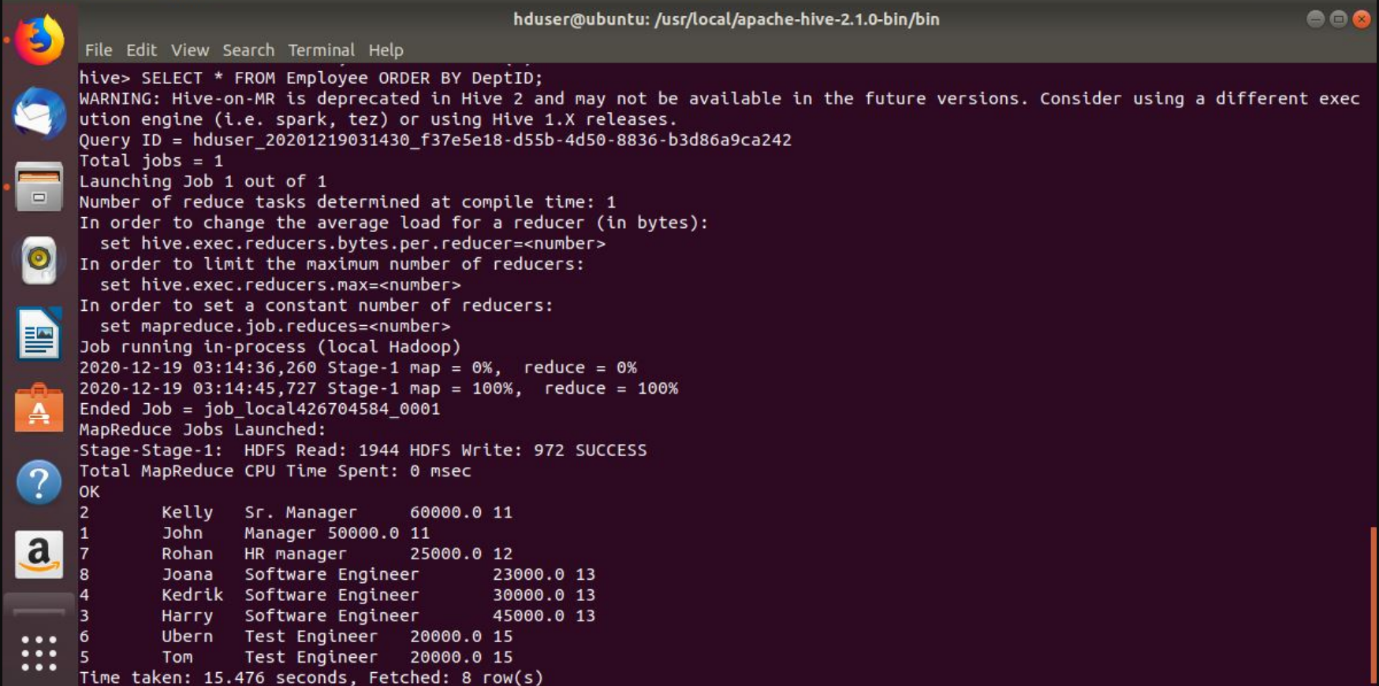 hduser@ubuntu: /usr/local/apache-hive-2.1.0-bin/bin
File Edit View Search Terminal Help
hive> SELECT * FROM Employee ORDER BY DeptID;
WARNING: Hive-on-MR is deprecated in Hive 2 and may not be available in the future versions. Consider using a different exec
ution engine (i.e. spark, tez) or using Hive 1.X releases.
Query ID = hduser_20201219031430_f37e5e18-d55b-4d50-8836-b3d86a9ca242
Total jobs = 1
Launching Job 1 out of 1
Number of reduce tasks determined at compile time: 1
In order to change the average load for a reducer (in bytes):
  set hive.exec.reducers.bytes.per.reducer=<number>
In order to limit the maximum number of reducers:
  set hive.exec.reducers.max=<number>
In order to set a constant number of reducers:
  set mapreduce.job.reduces=<number>
Job running in-process (local Hadoop)
2020-12-19 03:14:36,260 Stage-1 map = 0%,  reduce = 0%
2020-12-19 03:14:45,727 Stage-1 map = 100%,  reduce = 100%
Ended Job = job_local426704584_0001
MapReduce Jobs Launched:
Stage-Stage-1:  HDFS Read: 1944 HDFS Write: 972 SUCCESS
Total MapReduce CPU Time Spent: 0 msec
OK
2	Kelly	Sr. Manager	60000.0	11
1	John	Manager	50000.0	11
7	Rohan	HR manager	25000.0	12
8	Joana	Software Engineer	23000.0	13
4	Kedrik	Software Engineer	30000.0	13
3	Harry	Software Engineer	45000.0	13
6	Ubern	Test Engineer	20000.0	15
5	Tom	Test Engineer	20000.0	15
Time taken: 15.476 seconds, Fetched: 8 row(s)